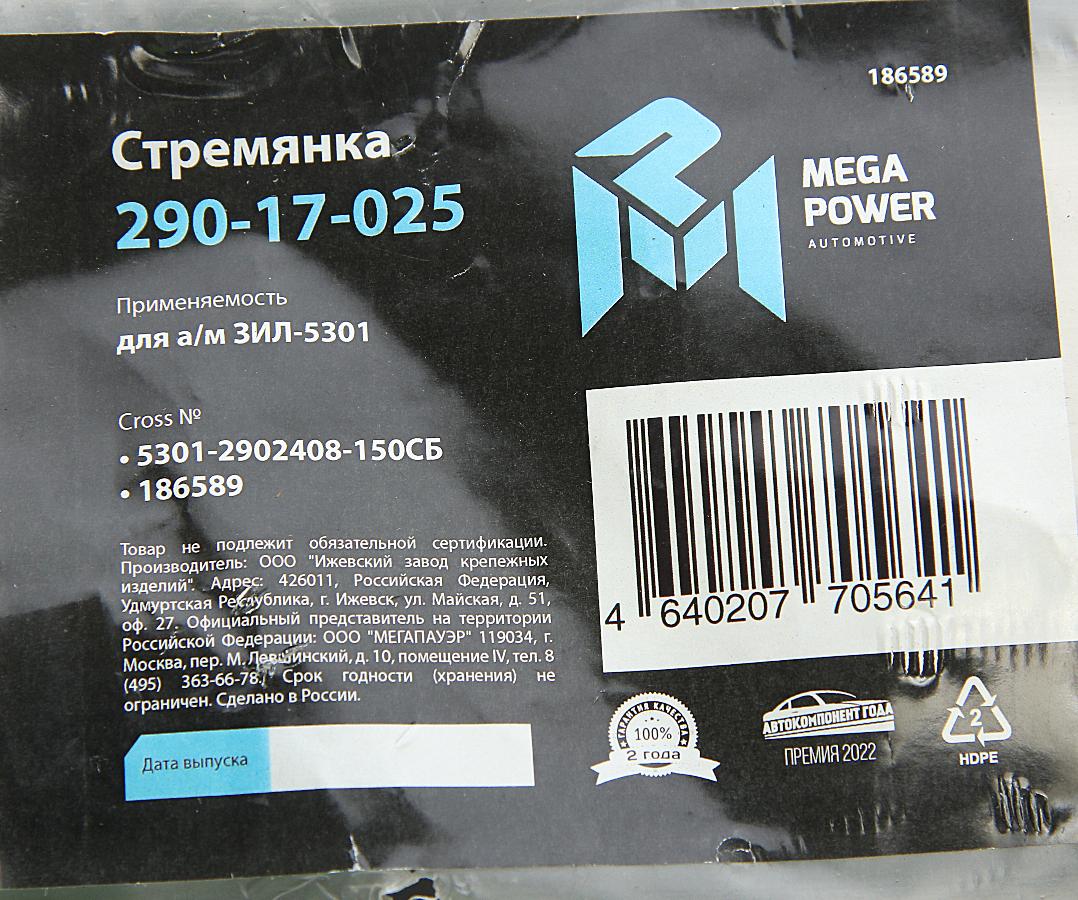 186589
Стремянка
290-17-025
MEGA
POWER
AUTOMOTIVE
Применяемость
для а/м ЗИЛ-5301
Cross №
• 5301-2902408-150СБ
• 186589
Товар не подлежит обязательной сертификации.
Производитель: ООО "Ижевский завод крепежных
изделий". Адрес: 426011, Российская Федерация,
Удмуртская Республика, г. Ижевск, ул. Майская, д. 51,
оф. 27. Официальный представитель на территории
Российской Федерации: ООО "МЕГАПАУЭР" 119034, г.
Москва, пер. М. Левшинский, д. 10, помещение IV, тел. 8
(495) 363-66-78. Срок годности (хранения) не
ограничен. Сделано в России.
Дата выпуска
4 640207 705641
ГАРАНТИЯ КАЧЕСТВА
100%
2 года
АВТОКОМПОНЕНТ ГОДА
ПРЕМИЯ 2022
2
HDPE